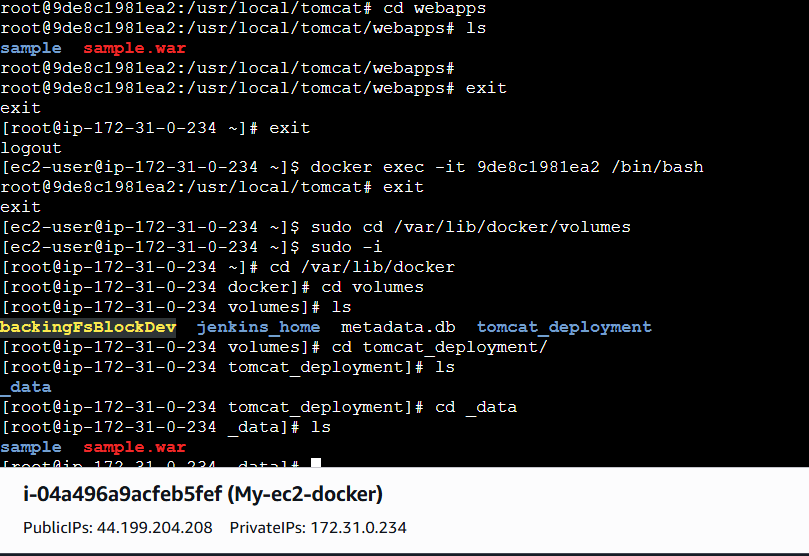 root@9de8c1981ea2:/usr/local/tomcat# cd webapps
root@9de8c1981ea2:/usr/local/tomcat/webapps# ls
sample  sample.war
root@9de8c1981ea2:/usr/local/tomcat/webapps#
root@9de8c1981ea2:/usr/local/tomcat/webapps# exit
exit
[root@ip-172-31-0-234 ~]# exit
logout
[ec2-user@ip-172-31-0-234 ~]$ docker exec -it 9de8c1981ea2 /bin/bash
root@9de8c1981ea2:/usr/local/tomcat# exit
exit
[ec2-user@ip-172-31-0-234 ~]$ sudo cd /var/lib/docker/volumes
[ec2-user@ip-172-31-0-234 ~]$ sudo -i
[root@ip-172-31-0-234 ~]# cd /var/lib/docker
[root@ip-172-31-0-234 docker]# cd volumes
[root@ip-172-31-0-234 volumes]# ls
backingFsBlockDev  jenkins_home  metadata.db  tomcat_deployment
[root@ip-172-31-0-234 volumes]# cd tomcat_deployment/
[root@ip-172-31-0-234 tomcat_deployment]# ls
_data
[root@ip-172-31-0-234 tomcat_deployment]# cd _data
[root@ip-172-31-0-234 _data]# ls
sample  sample.war
[root@ip-172-31-0-234 _data]#
i-04a496a9acfeb5fef (My-ec2-docker)
PublicIPs: 44.199.204.208  PrivateIPs: 172.31.0.234